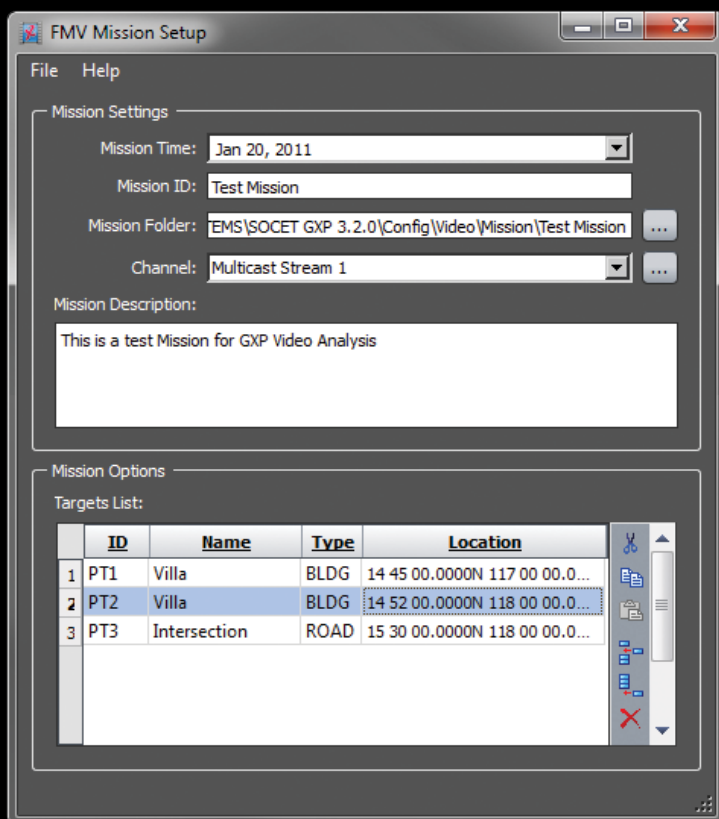 FMV Mission Setup
File Help
Mission Settings
Mission Time: Jan 20, 2011
Mission ID: Test Mission
Mission Folder: TEMS\SOCET GXP 3.2.0\Config\Video\Mission\Test Mission ...
Channel: Multicast Stream 1 ...
Mission Description:
This is a test Mission for GXP Video Analysis
Mission Options
Targets List:
ID Name Type Location
1 PT1 Villa BLDG 14 45 00.0000N 117 00 00.0...
2 PT2 Villa BLDG 14 52 00.0000N 118 00 00.0...
3 PT3 Intersection ROAD 15 30 00.0000N 118 00 00.0...